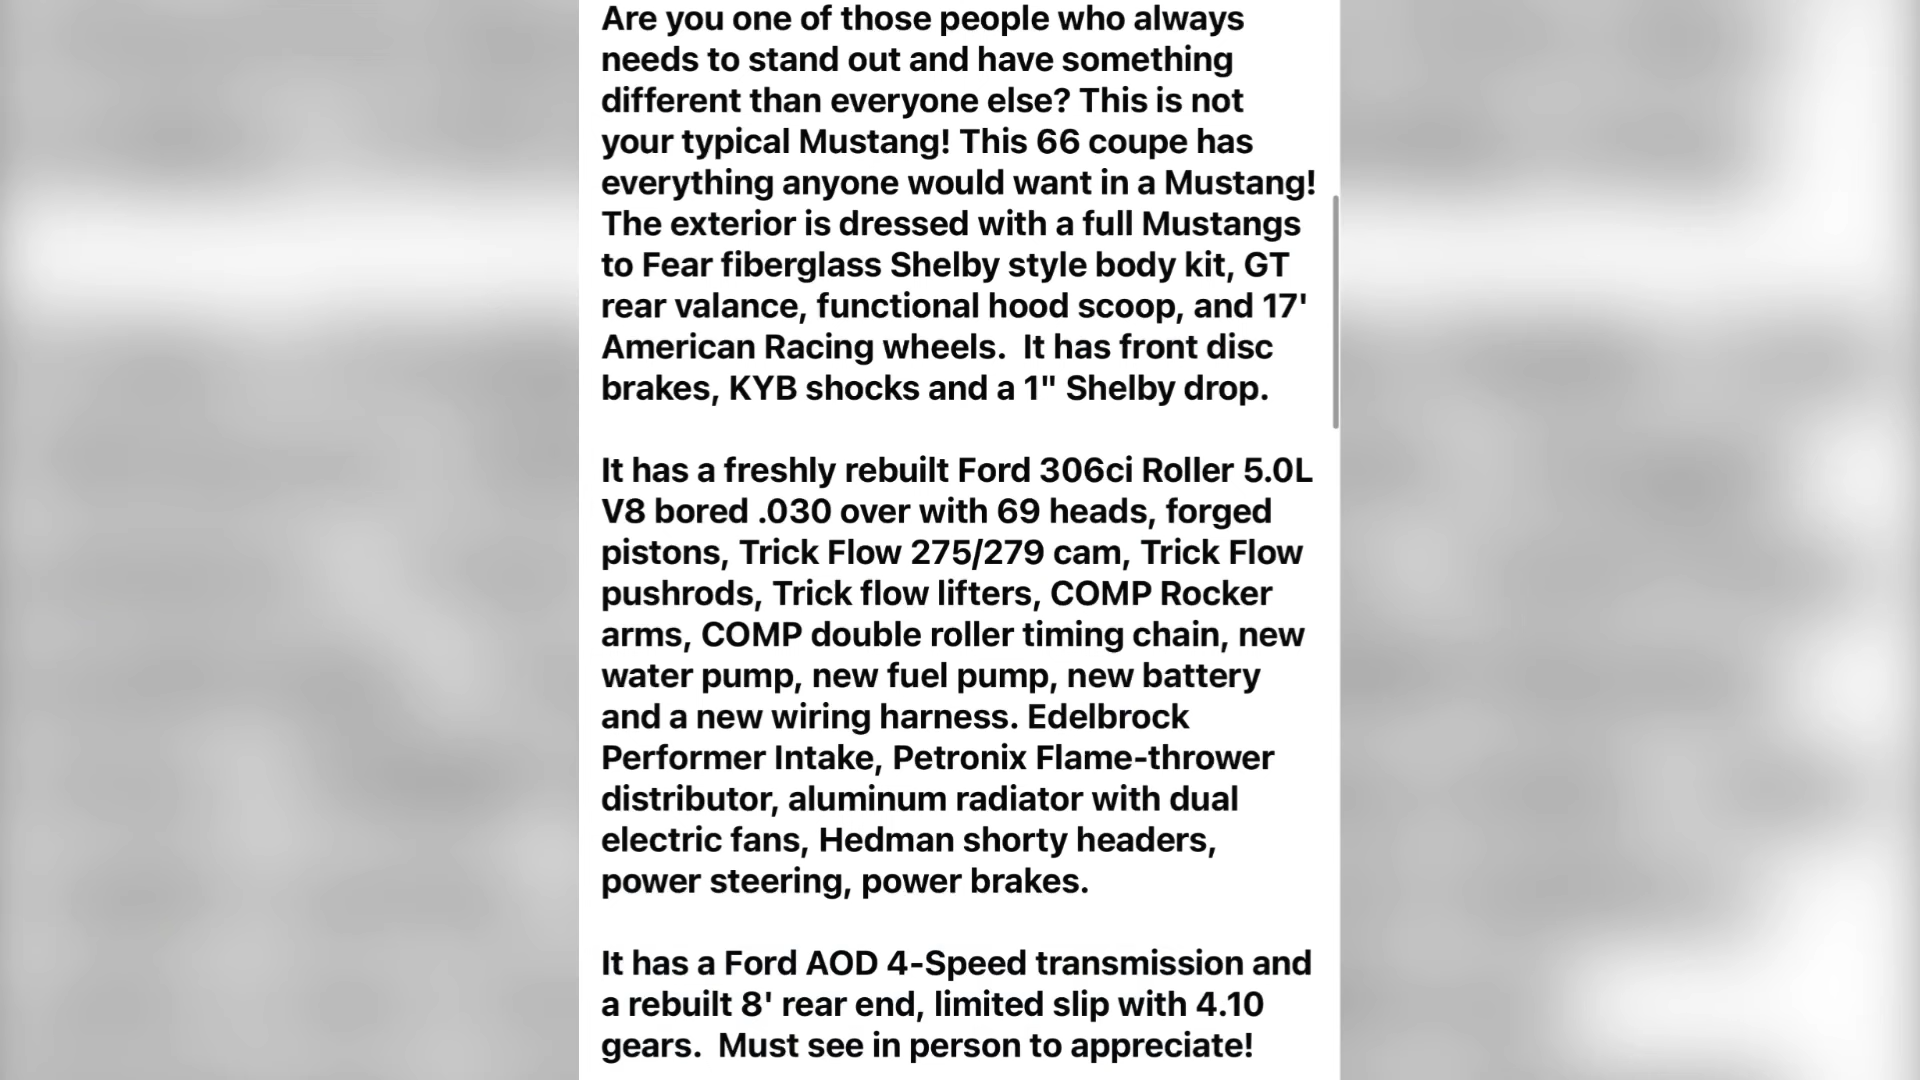 Are you one of those people who always
needs to stand out and have something
different than everyone else? This is not
your typical Mustang! This 66 coupe has
everything anyone would want in a Mustang!
The exterior is dressed with a full Mustangs
to Fear fiberglass Shelby style body kit, GT
rear valance, functional hood scoop, and 17'
American Racing wheels.  It has front disc
brakes, KYB shocks and a 1" Shelby drop.

It has a freshly rebuilt Ford 306ci Roller 5.0L
V8 bored .030 over with 69 heads, forged
pistons, Trick Flow 275/279 cam, Trick Flow
pushrods, Trick flow lifters, COMP Rocker
arms, COMP double roller timing chain, new
water pump, new fuel pump, new battery
and a new wiring harness. Edelbrock
Performer Intake, Petronix Flame-thrower
distributor, aluminum radiator with dual
electric fans, Hedman shorty headers,
power steering, power brakes.

It has a Ford AOD 4-Speed transmission and
a rebuilt 8' rear end, limited slip with 4.10
gears.  Must see in person to appreciate!